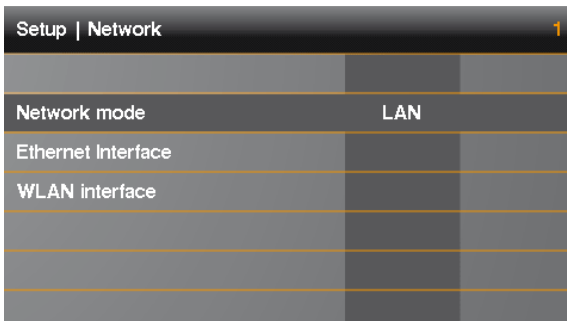 Setup | Network 1
Network mode LAN
Ethernet Interface
WLAN interface